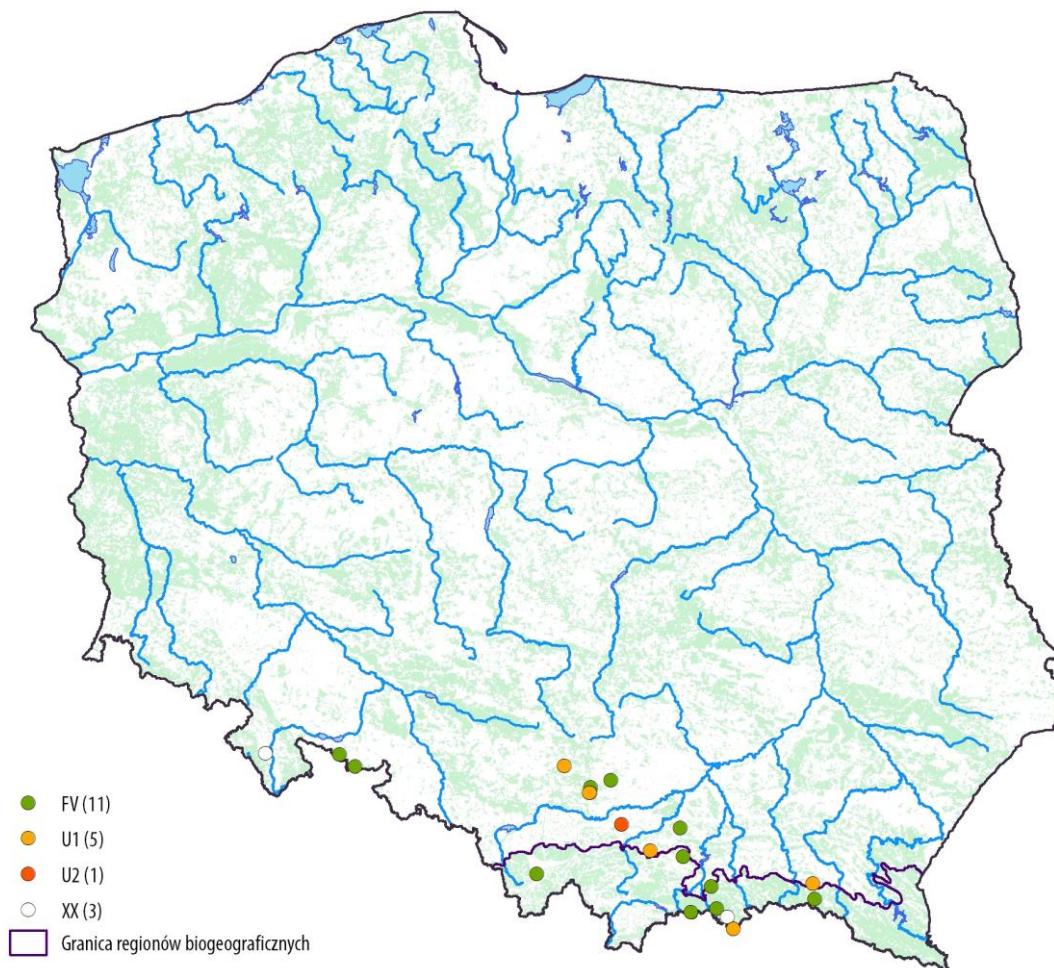 FV (11)
U1 (5)
U2 (1)
XX (3)
Granica regionów biogeograficznych